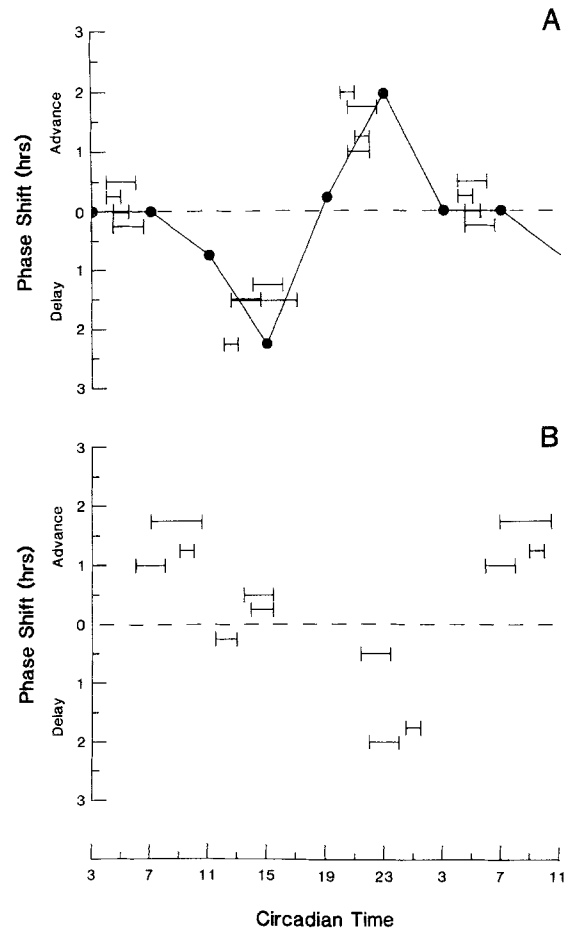 A
3
2
1
0
1
2
3
Phase Shift (hrs)
Advance
Delay
B
3
2
1
0
1
2
3
Phase Shift (hrs)
Advance
Delay
3 7 11 15 19 23 3 7 11
Circadian Time